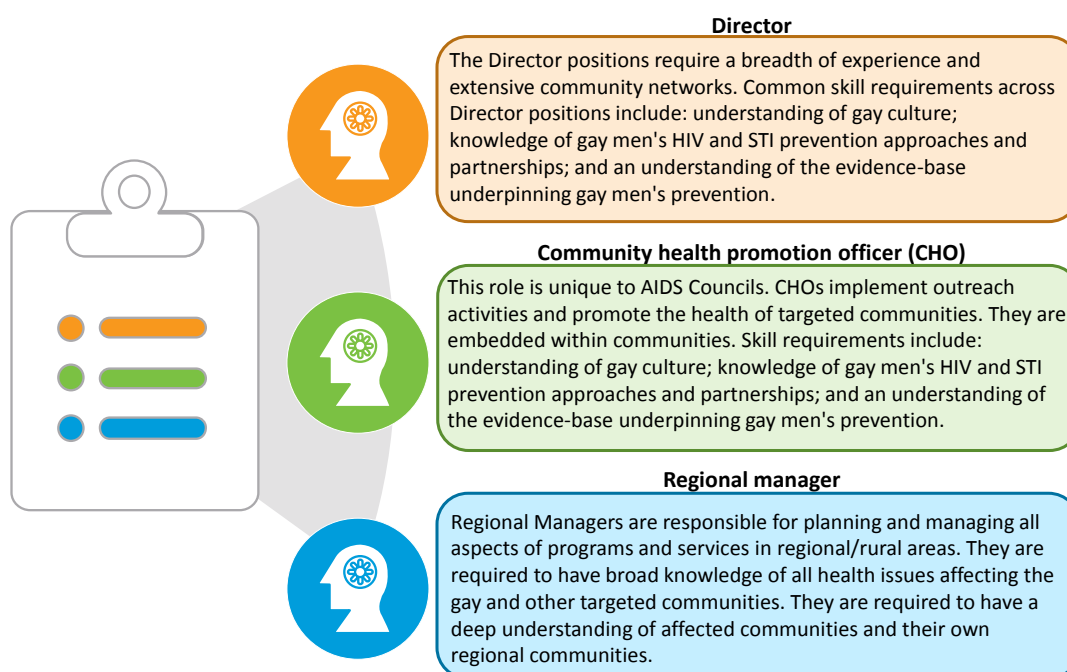 Director
The Director positions require a breadth of experience and
extensive community networks. Common skill requirements across
Director positions include: understanding of gay culture;
knowledge of gay men's HIV and STI prevention approaches and
partnerships; and an understanding of the evidence-base
underpinning gay men's prevention.
Community health promotion officer (CHO)
This role is unique to AIDS Councils. CHOs implement outreach
activities and promote the health of targeted communities. They are
embedded within communities. Skill requirements include:
understanding of gay culture; knowledge of gay men's HIV and STI
prevention approaches and partnerships; and an understanding of
the evidence-base underpinning gay men's prevention.
Regional manager
Regional Managers are responsible for planning and managing all
aspects of programs and services in regional/rural areas. They are
required to have broad knowledge of all health issues affecting the
gay and other targeted communities. They are required to have a
deep understanding of affected communities and their own
regional communities.